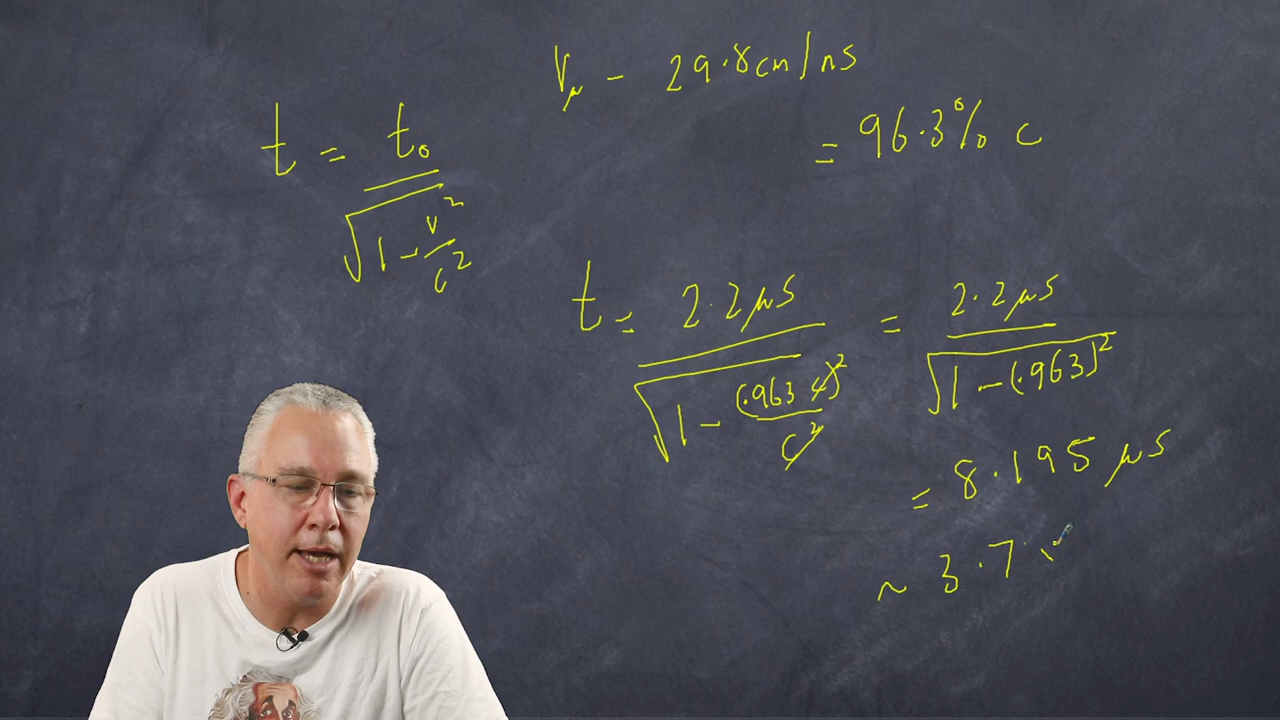 Vμ - 29.8cm/ns
= 96.3% c
t = t₀ / √(1 - v²/c²)
t = 2.2μs / √(1 - (.963 c)²/c²) = 2.2μs / √(1 - (.963)²)
= 8.195 μs
~ 3.7